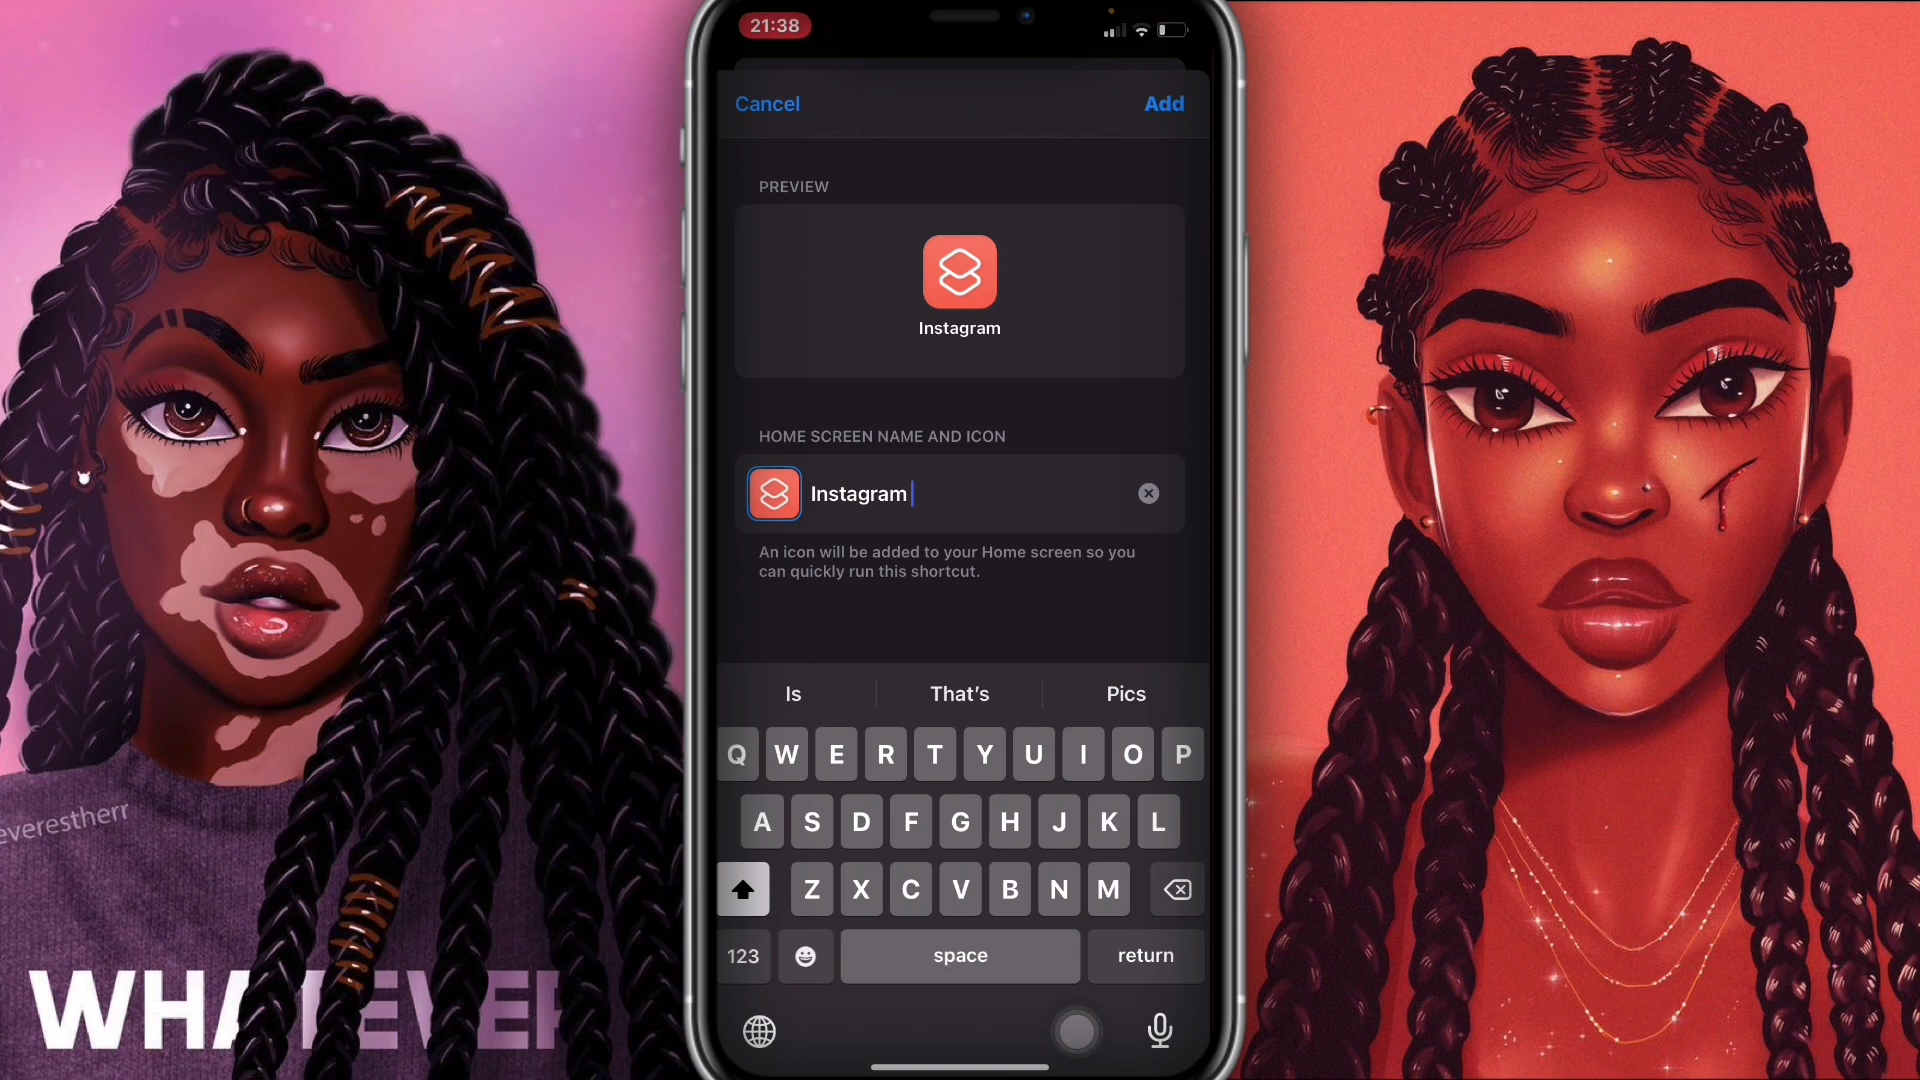 21:38
Cancel
Add
PREVIEW
Instagram
HOME SCREEN NAME AND ICON
Instagram
An icon will be added to your Home screen so you
can quickly run this shortcut.
Is
That's
Pics
Q W E R T Y U I O P
A S D F G H J K L
Z X C V B N M
123
space
return
everestherr
WHATEVER